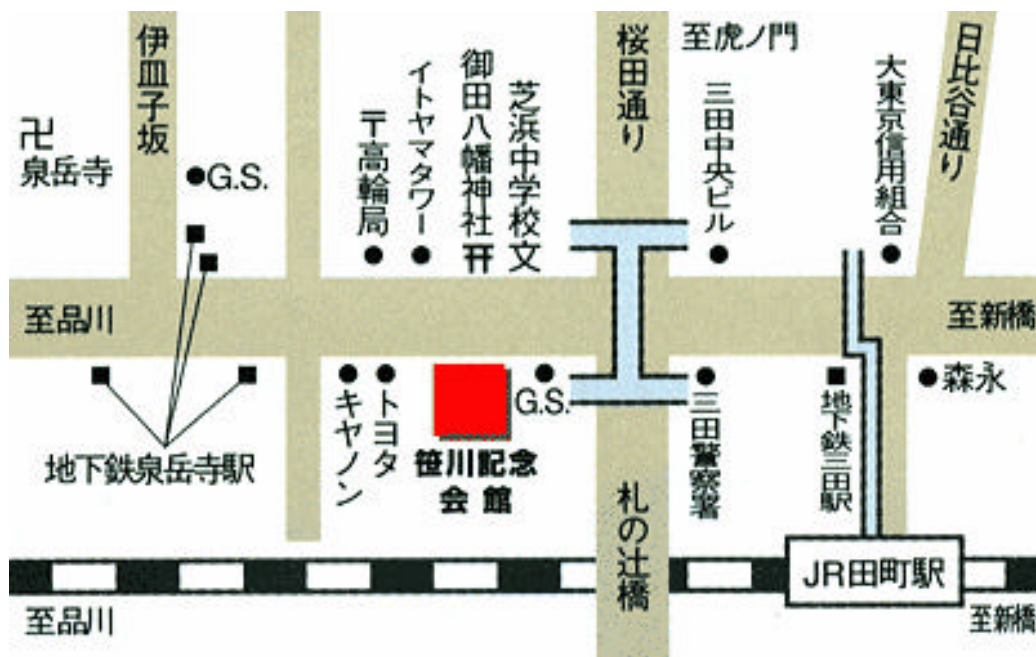 伊皿子坂
卍
泉岳寺
G.S.
〒高輪局
イトヤマタワー
御田八幡神社
芝浜中学校文
桜田通り
至虎ノ門
三田中央ビル
大東京信用組合
日比谷通り
至品川
至新橋
地下鉄泉岳寺駅
キヤノン
トヨタ
笹川記念
会館
G.S.
三田警察署
地下鉄三田駅
森永
札の辻橋
JR田町駅
至品川
至新橋